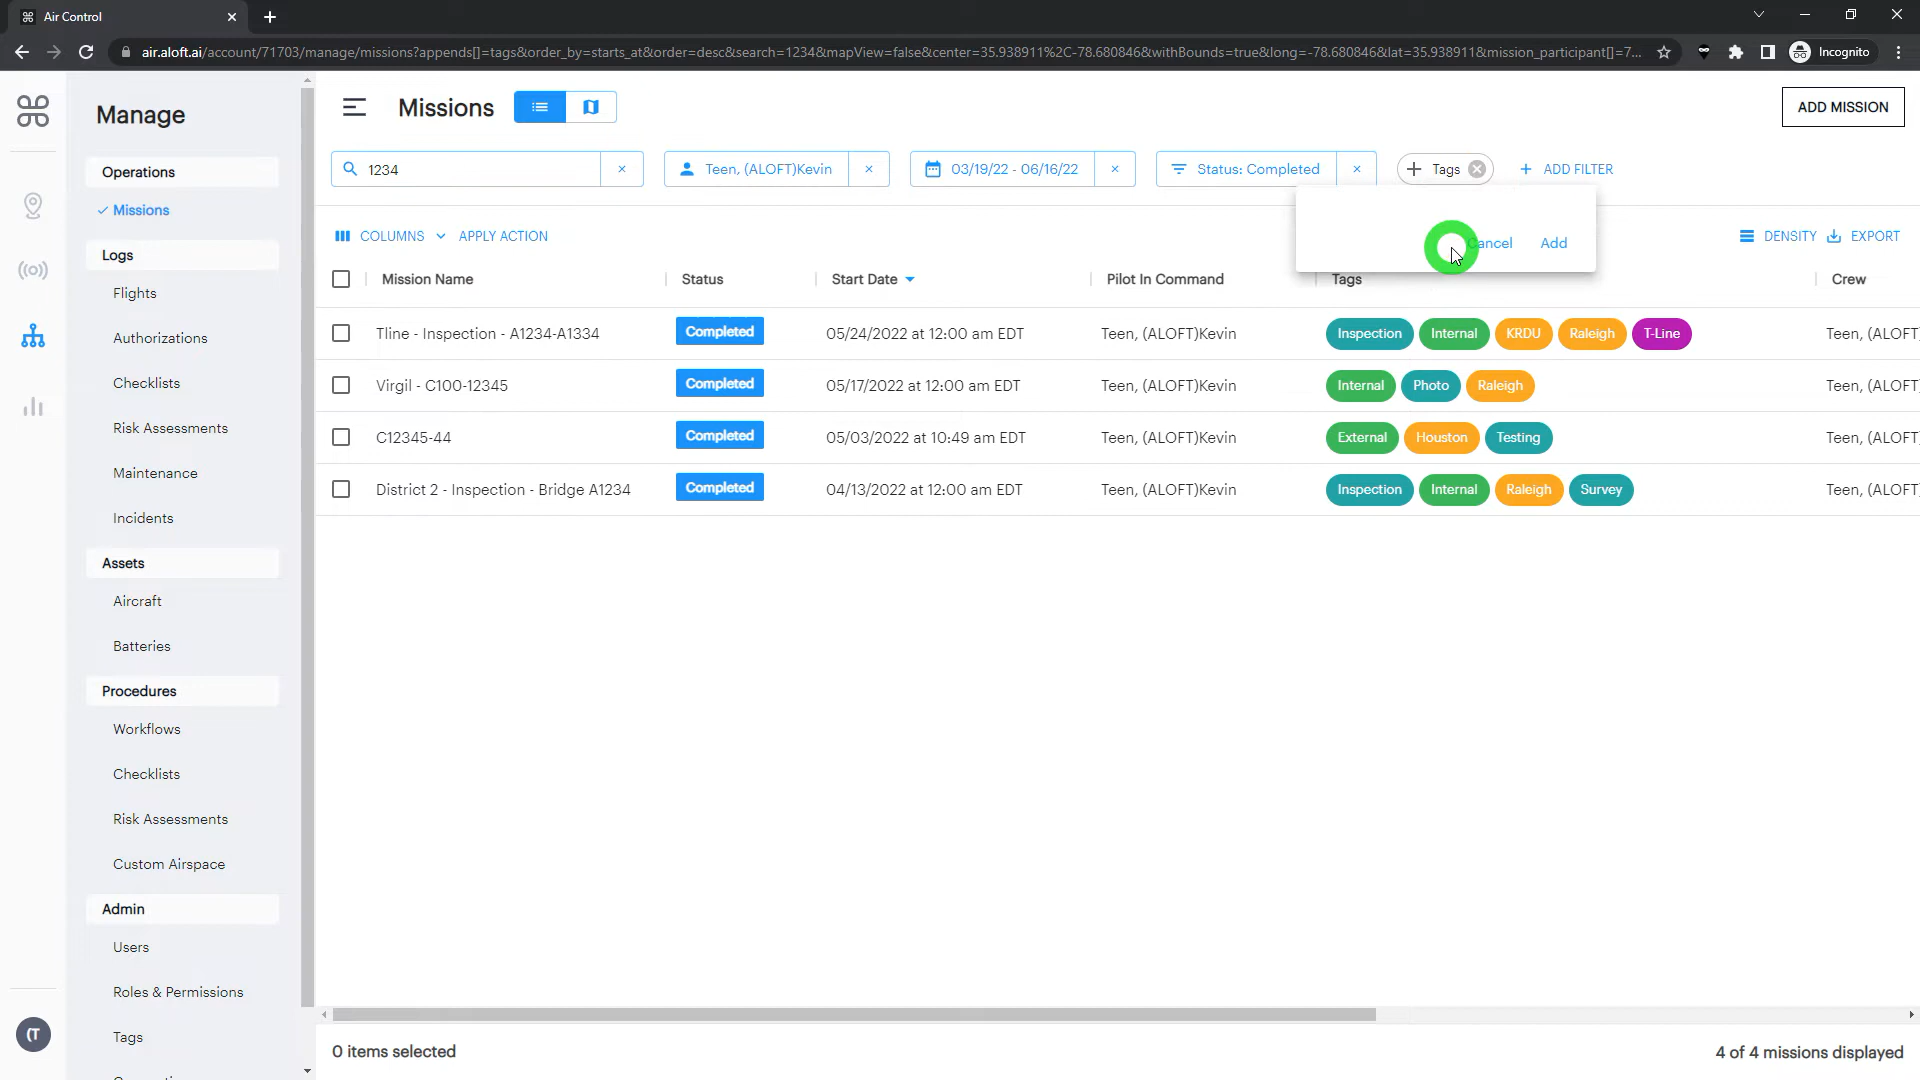 Air Control
air.aloft.ai/account/71703/manage/missions?appends[]=tags&order_by=starts_at&order=desc&search=1234&mapView=false&center=35.938911%2C-78.680846&withBounds=true&long=-78.680846&lat=35.938911&mission_participant[]=7...
Incognito
Manage
Operations
Missions
Logs
Flights
Authorizations
Checklists
Risk Assessments
Maintenance
Incidents
Assets
Aircraft
Batteries
Procedures
Workflows
Checklists
Risk Assessments
Custom Airspace
Admin
Users
Roles & Permissions
Tags
(T
Missions
ADD MISSION
1234
Teen, (ALOFT)Kevin
03/19/22 - 06/16/22
Status: Completed
Tags
ADD FILTER
COLUMNS
APPLY ACTION
Cancel
Add
DENSITY
EXPORT
Mission Name Status Start Date Pilot In Command Tags Crew
Tline - Inspection - A1234-A1334 Completed 05/24/2022 at 12:00 am EDT Teen, (ALOFT)Kevin Inspection Internal KRDU Raleigh T-Line Teen, (ALOFT)
Virgil - C100-12345 Completed 05/17/2022 at 12:00 am EDT Teen, (ALOFT)Kevin Internal Photo Raleigh Teen, (ALOFT)
C12345-44 Completed 05/03/2022 at 10:49 am EDT Teen, (ALOFT)Kevin External Houston Testing Teen, (ALOFT)
District 2 - Inspection - Bridge A1234 Completed 04/13/2022 at 12:00 am EDT Teen, (ALOFT)Kevin Inspection Internal Raleigh Survey Teen, (ALOFT)
0 items selected
4 of 4 missions displayed